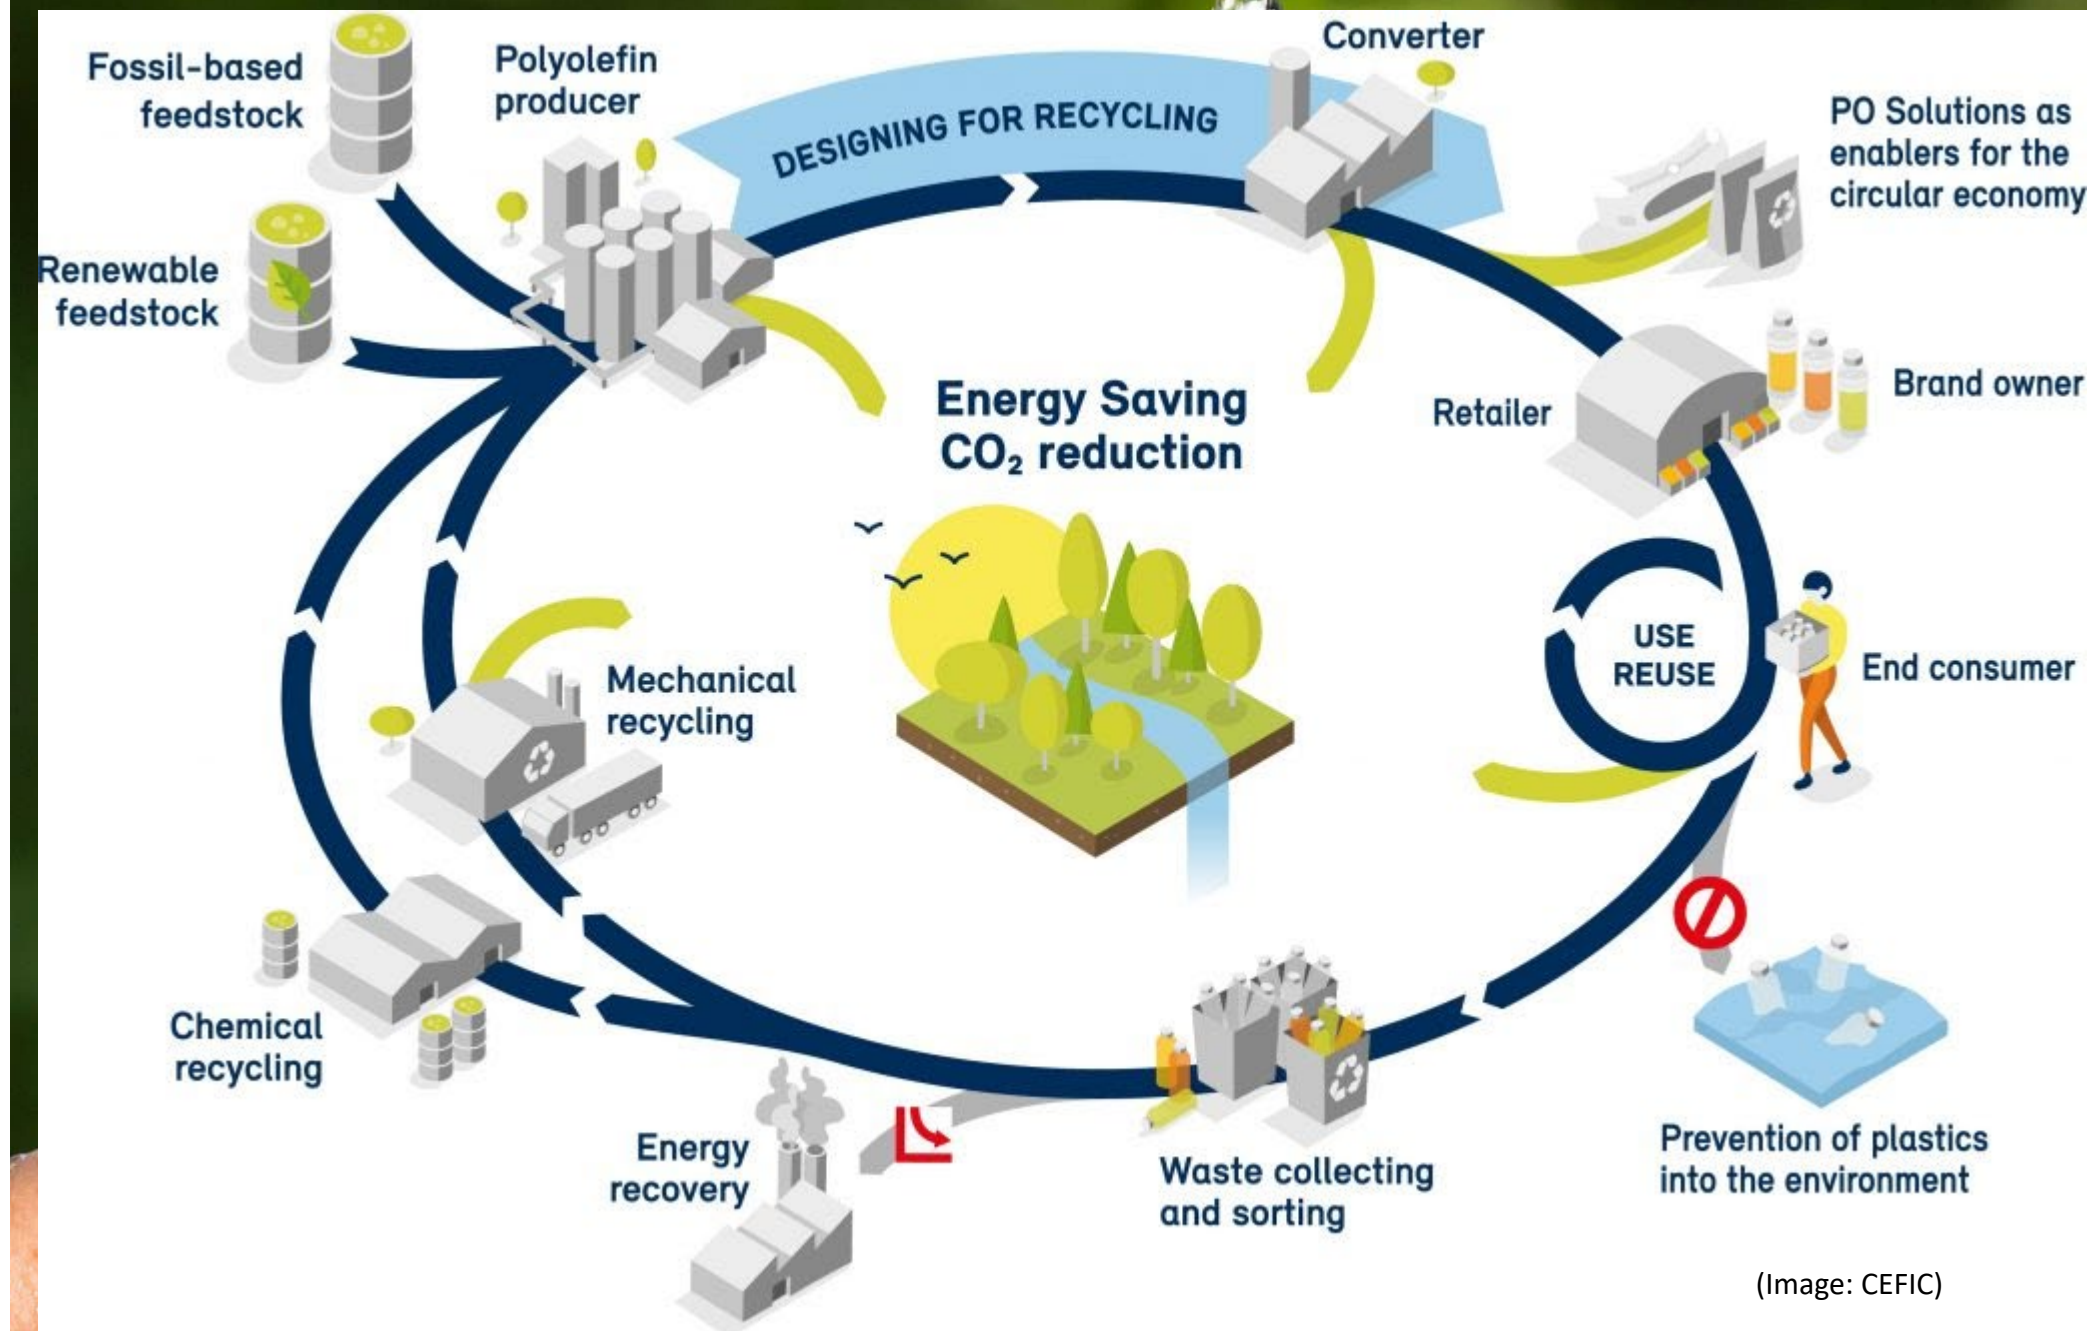 Fossil-based
feedstock
Polyolefin
producer
DESIGNING FOR RECYCLING
Converter
PO Solutions as
enablers for the
circular economy
Renewable
feedstock
Energy Saving
CO₂ reduction
Retailer
Brand owner
USE
REUSE
End consumer
Mechanical
recycling
Chemical
recycling
Energy
recovery
Waste collecting
and sorting
Prevention of plastics
into the environment
(Image: CEFIC)